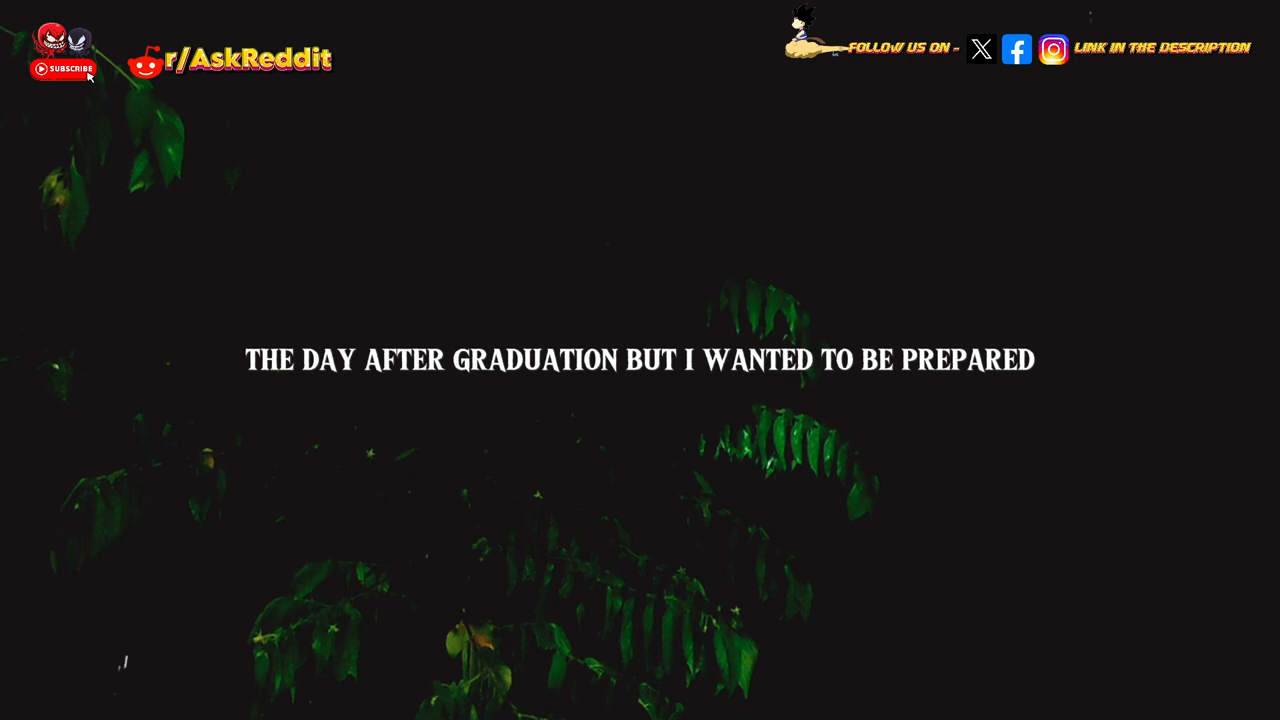 SUBSCRIBE
r/AskReddit
FOLLOW US ON -
LINK IN THE DESCRIPTION
THE DAY AFTER GRADUATION BUT I WANTED TO BE PREPARED